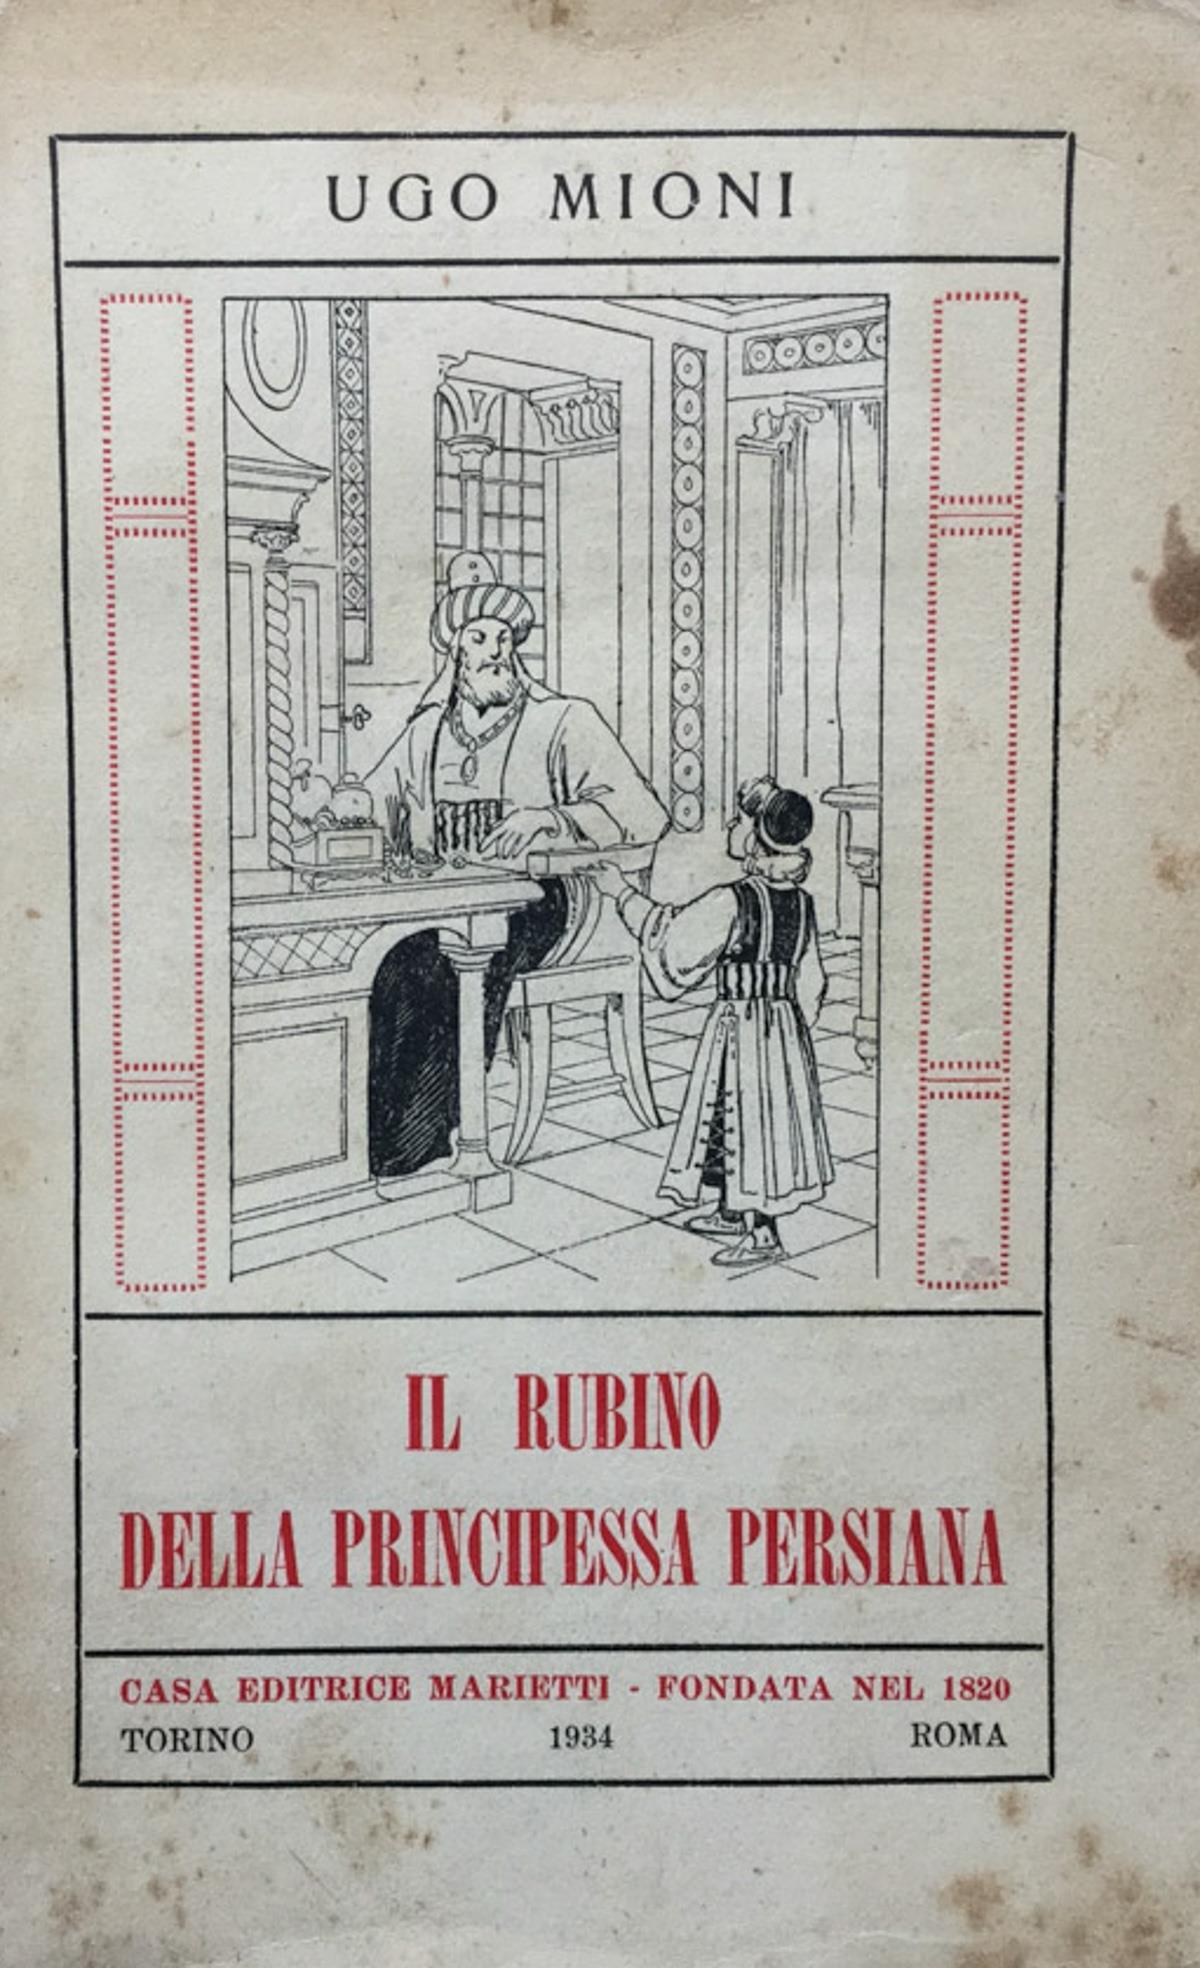 UGO MIONI
IL RUBINO
DELLA PRINCIPESSA PERSIANA
CASA EDITRICE MARIETTI - FONDATA NEL 1820
TORINO 1934 ROMA